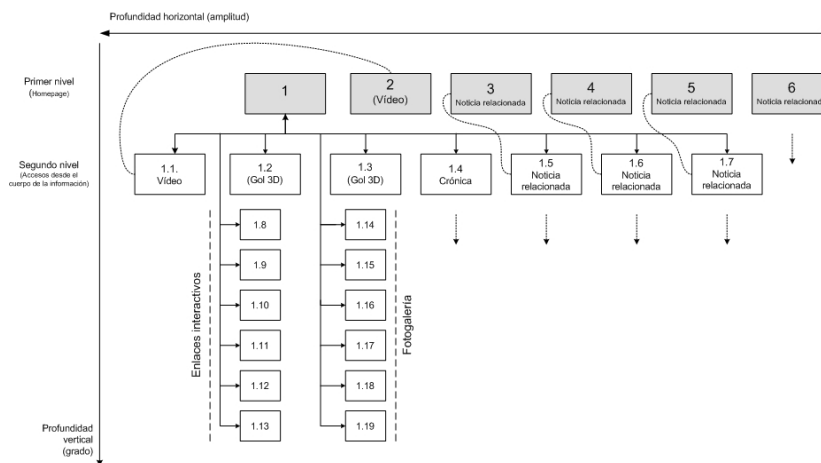 Profundidad horizontal (amplitud)
Primer nivel
(Homepage)
1
2
(Vídeo)
3
Noticia relacionada
4
Noticia relacionada
5
Noticia relacionada
6
Noticia relacionada
Segundo nivel
(Accesos desde el
cuerpo de la información)
1.1.
Vídeo
1.2
(Gol 3D)
1.3
(Gol 3D)
1.4
Crónica
1.5
Noticia
relacionada
1.6
Noticia
relacionada
1.7
Noticia
relacionada
Enlaces interactivos
1.8
1.9
1.10
1.11
1.12
1.13
1.14
1.15
1.16
1.17
1.18
1.19
Fotogalería
Profundidad
vertical
(grado)